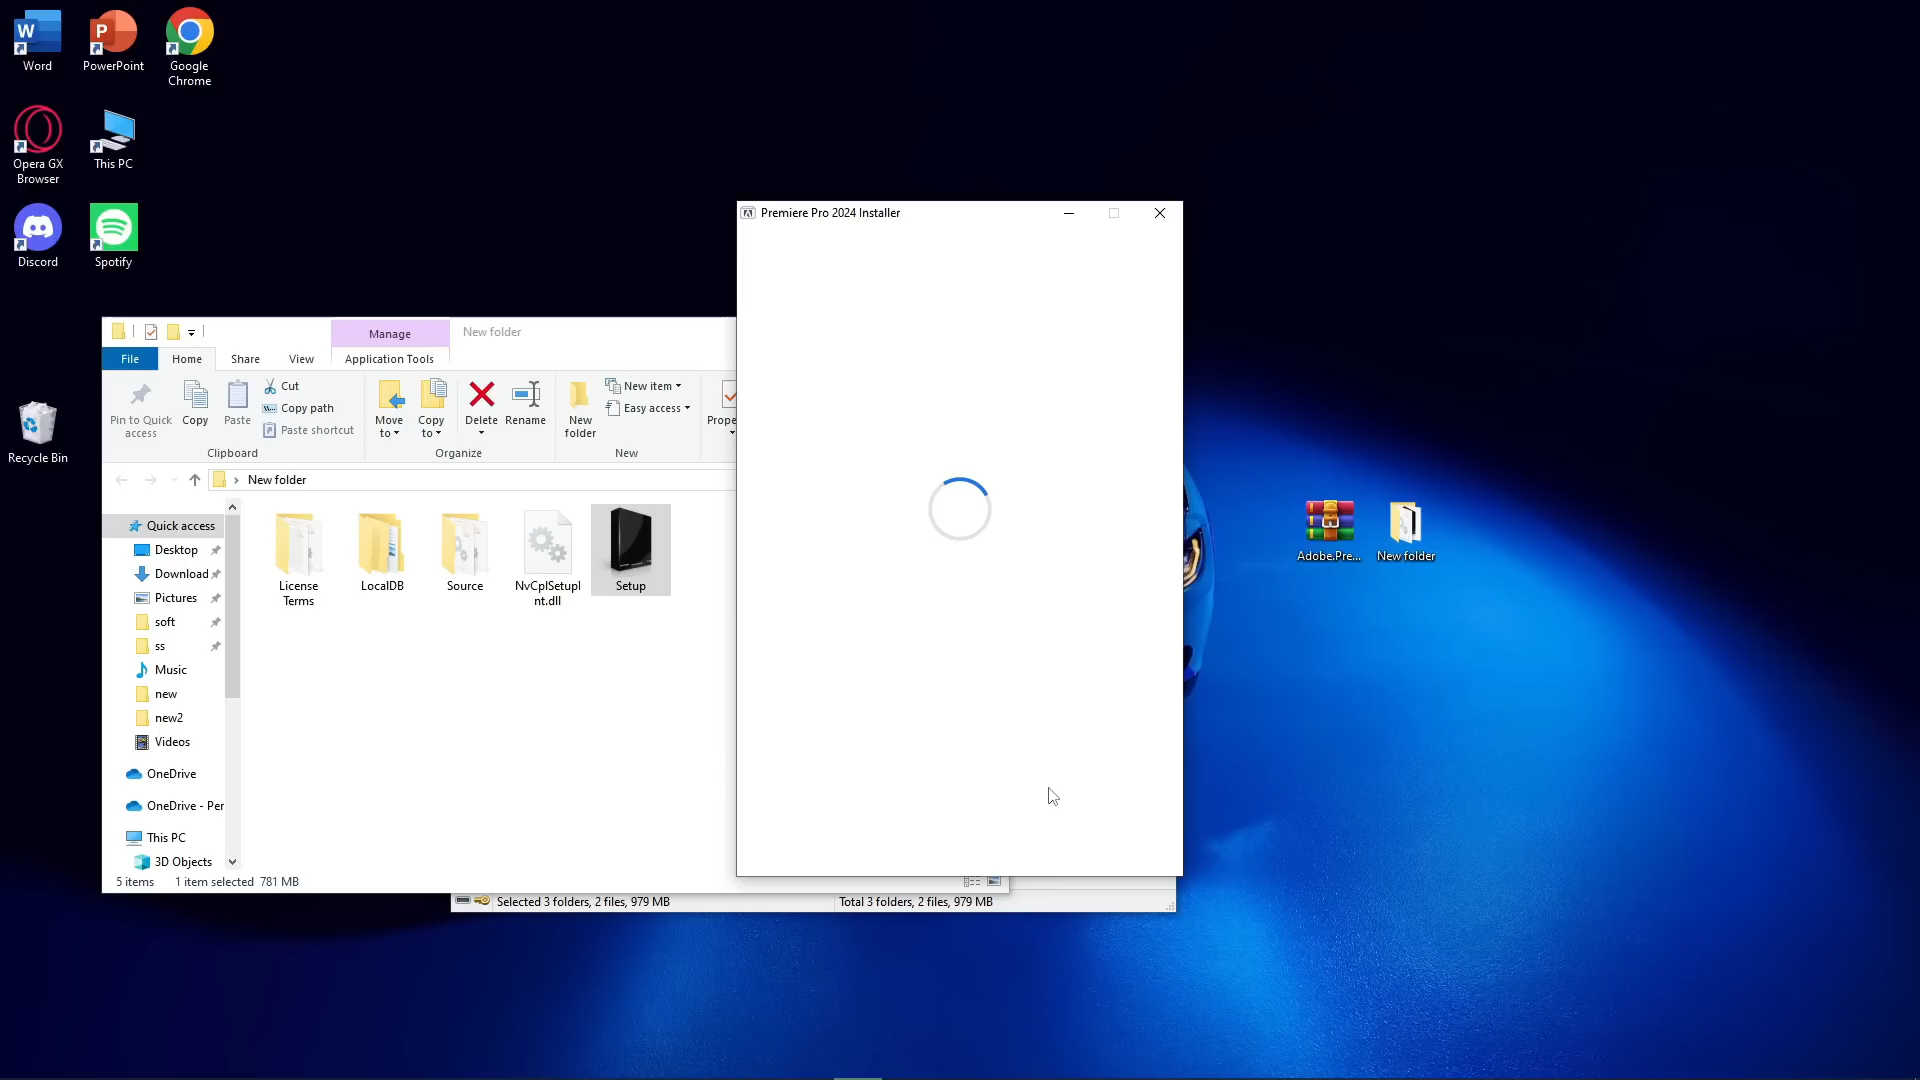 Word
PowerPoint
Google
Chrome
Opera GX
Browser
This PC
Discord
Spotify
Recycle Bin
Premiere Pro 2024 Installer
Manage
New folder
File
Home
Share
View
Application Tools
Pin to Quick
access
Copy
Paste
Cut
Copy path
Paste shortcut
Move
to
Copy
to
Delete
Rename
New
folder
New item
Easy access
Prope
Clipboard
Organize
New
New folder
Quick access
Desktop
Download
Pictures
soft
ss
Music
new
new2
Videos
OneDrive
OneDrive - Per
This PC
3D Objects
License
Terms
LocalDB
Source
NvCplSetupI
nt.dll
Setup
5 items 1 item selected 781 MB
Selected 3 folders, 2 files, 979 MB
Total 3 folders, 2 files, 979 MB
Adobe.Pre...
New folder